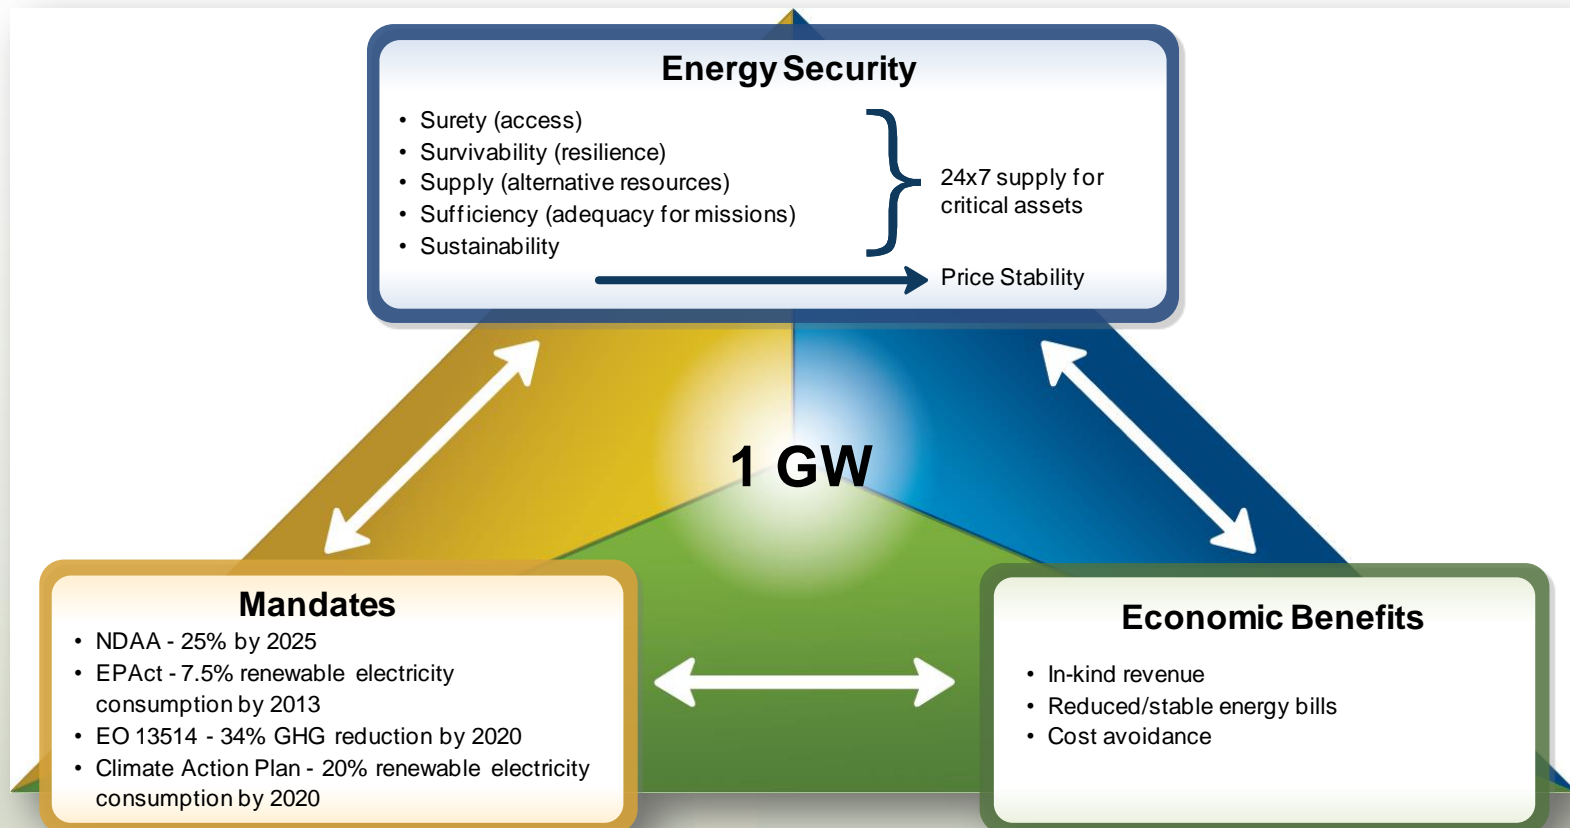 Energy Security
• Surety (access)
• Survivability (resilience)
• Supply (alternative resources)
• Sufficiency (adequacy for missions)
• Sustainability
24x7 supply for
critical assets
Price Stability
1 GW
Mandates
• NDAA - 25% by 2025
• EPAct - 7.5% renewable electricity
consumption by 2013
• EO 13514 - 34% GHG reduction by 2020
• Climate Action Plan - 20% renewable electricity
consumption by 2020
Economic Benefits
• In-kind revenue
• Reduced/stable energy bills
• Cost avoidance